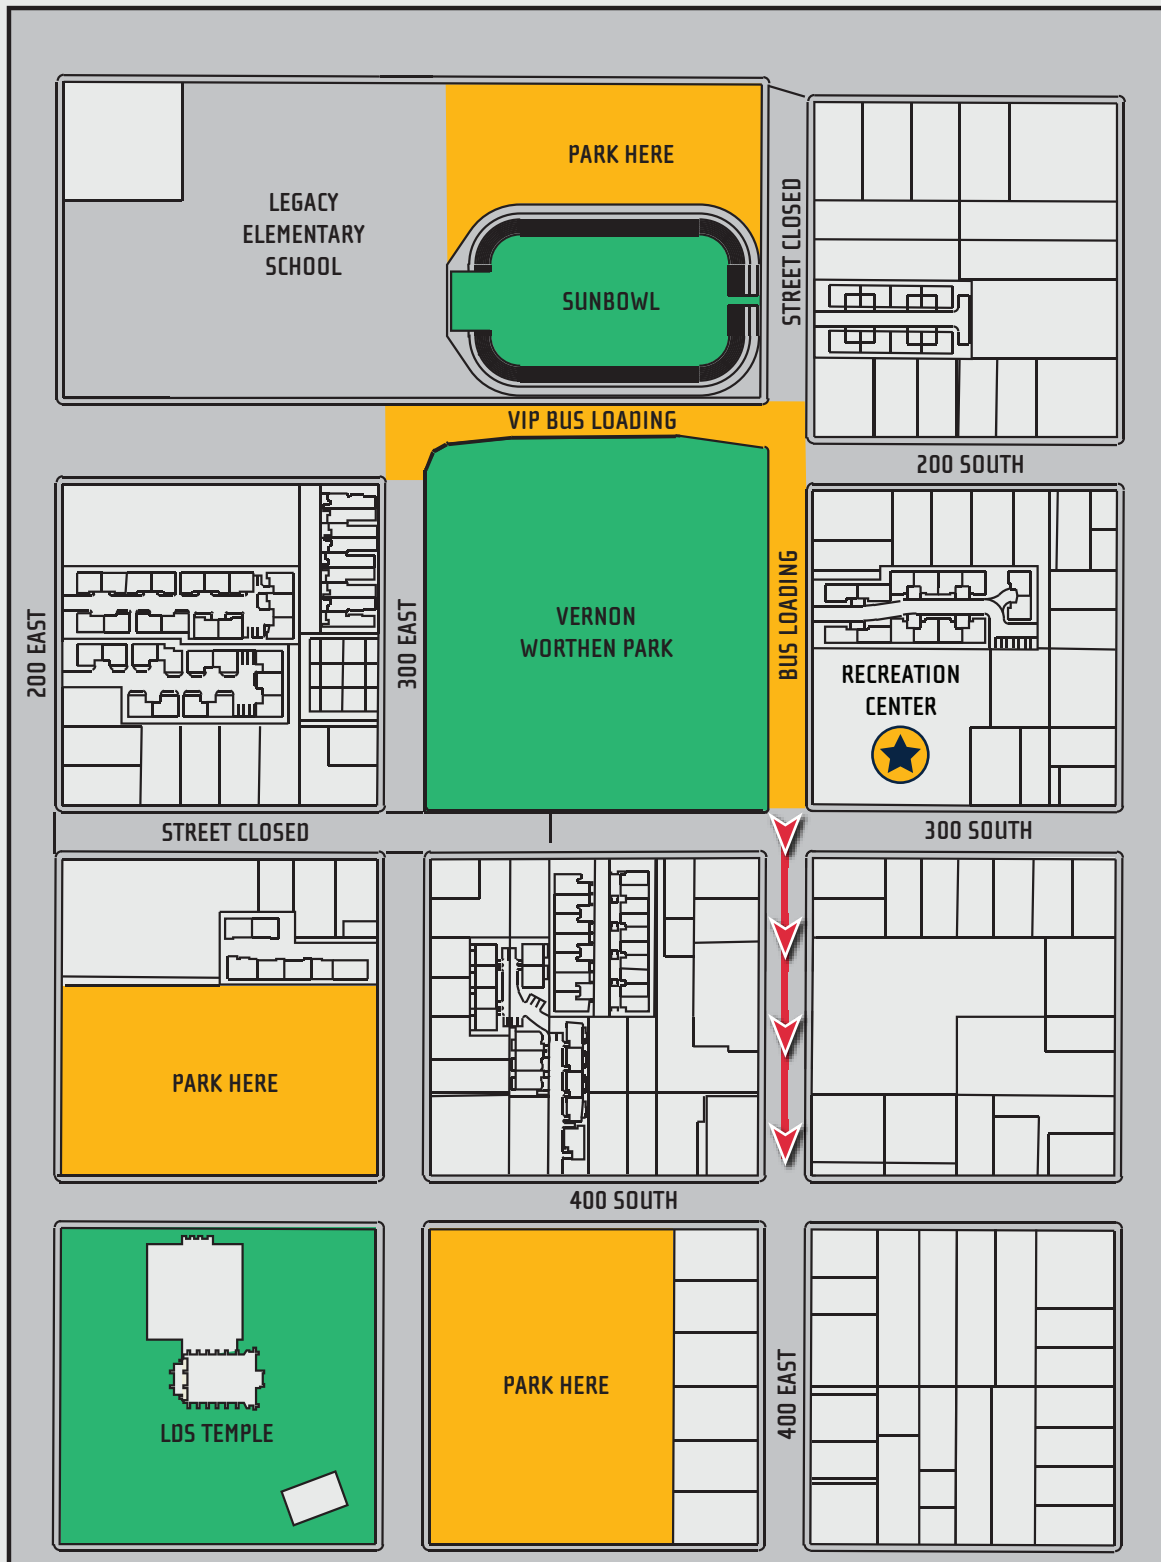 PARK HERE
LEGACY
ELEMENTARY
SCHOOL
STREET CLOSED
SUNBOWL
VIP BUS LOADING
200 SOUTH
200 EAST
300 EAST
VERNON
WORTHEN PARK
BUS LOADING
RECREATION
CENTER
STREET CLOSED
300 SOUTH
PARK HERE
400 SOUTH
PARK HERE
400 EAST
LDS TEMPLE